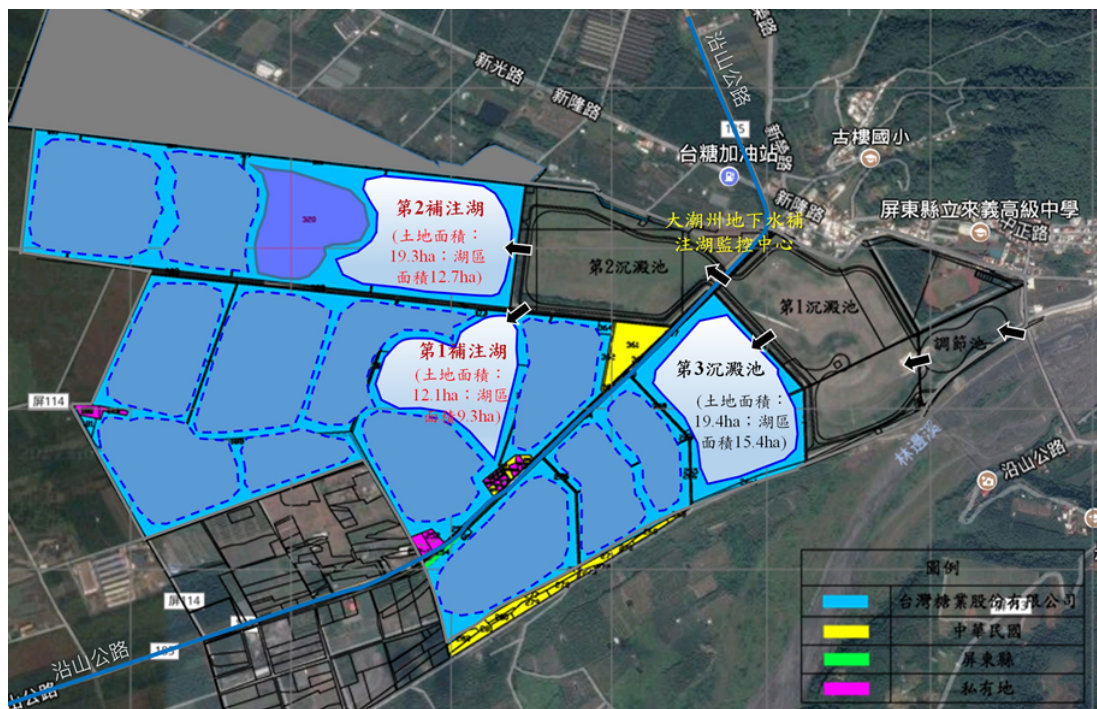 新光路
新隆路
沿山公路
185
新榮路
古樓國小
台糖加油站
新隆路
屏東縣立來義高級中學
中正路
大潮州地下水補
注湖監控中心
第2補注湖
(土地面積：
19.3ha；湖區
面積12.7ha)
320
第2沉澱池
第1沉澱池
調節池
第1補注湖
(土地面積：
12.1ha；湖區
面積9.3ha)
361
第3沉澱池
(土地面積：
19.4ha；湖區
面積15.4ha)
屏114
林邊溪
沿山公路
屏114
185
沿山公路
山公路
圖例
台灣糖業股份有限公司
中華民國
屏東縣
私有地